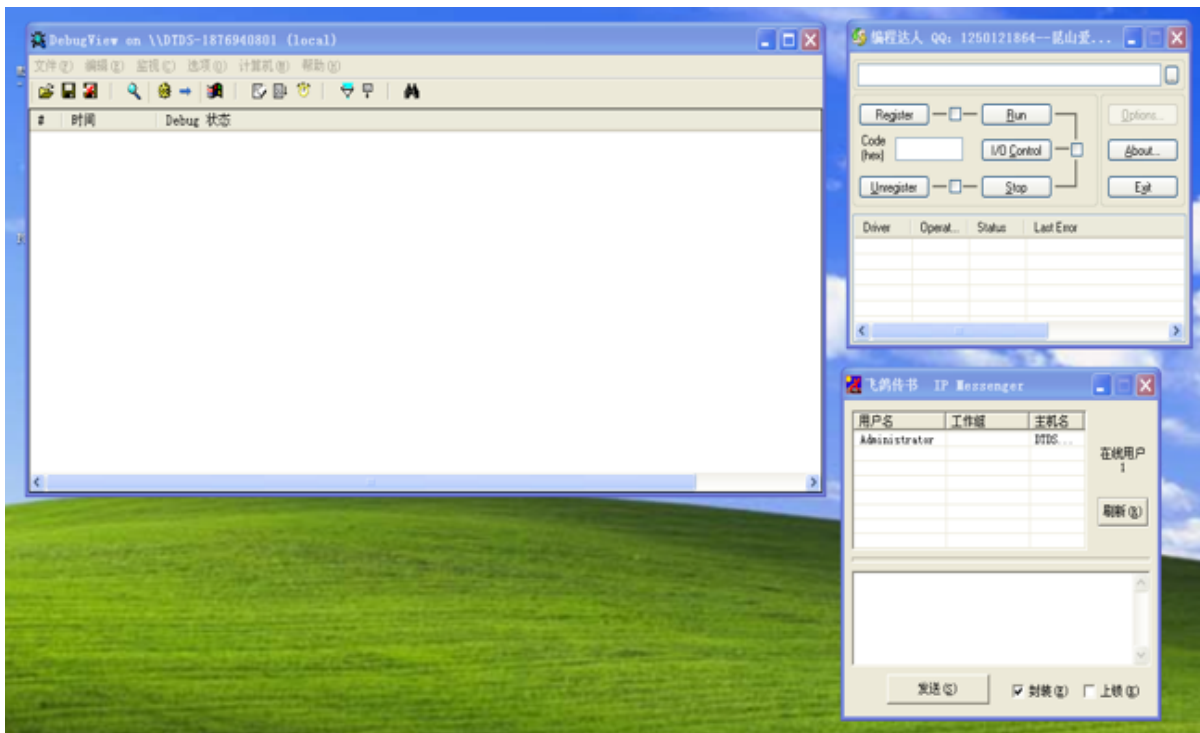 DebugView on \\DTDS-1876940801 (local)
文件(F) 编辑(E) 监视(C) 选项(O) 计算机(M) 帮助(H)
# 时间 Debug 状态
编程达人 QQ: 1250121864--昆山爱...
Register
Run
Options...
Code
(hex)
I/O Control
About...
Unregister
Stop
Exit
Driver Operat... Status Last Error
飞鸽传书 IP Messenger
用户名 工作组 主机名
Administrator DTDS...
在线用户
1
刷新(R)
发送(S)
封装(E) 上锁(K)